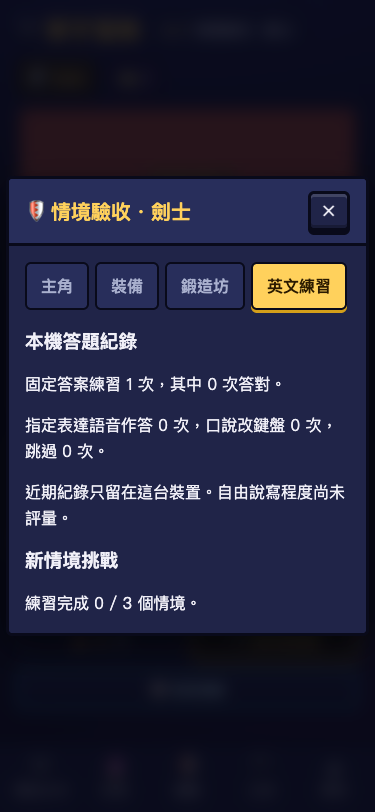 情境驗收·劍士
×
主角
裝備
鍛造坊
英文練習
本機答題紀錄
固定答案練習 1 次，其中 0 次答對。
指定表達語音作答 0 次，口說改鍵盤 0 次，
跳過 0 次。
近期紀錄只留在這台裝置。自由說寫程度尚未
評量。
新情境挑戰
練習完成 0 / 3 個情境。